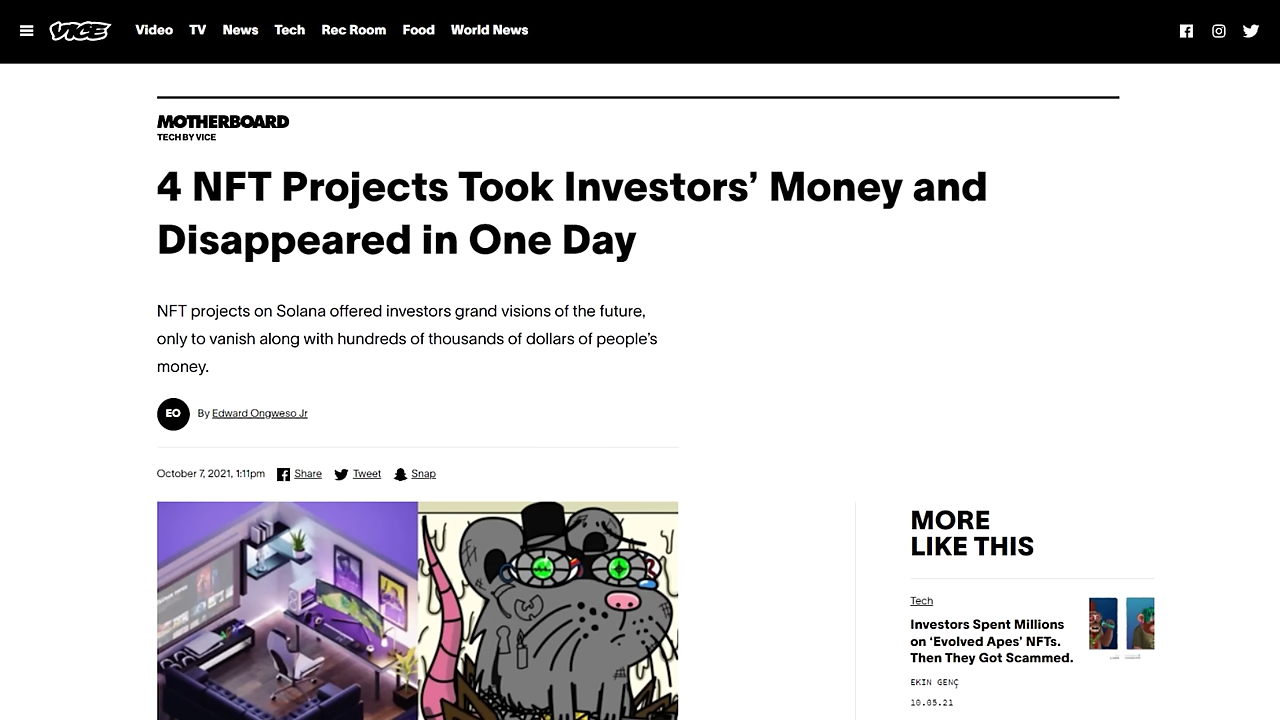 VICE
Video TV News Tech Rec Room Food World News
MOTHERBOARD
TECH BY VICE
4 NFT Projects Took Investors’ Money and
Disappeared in One Day
NFT projects on Solana offered investors grand visions of the future,
only to vanish along with hundreds of thousands of dollars of people’s
money.
EO By Edward Ongweso Jr
October 7, 2021, 1:11pm Share Tweet Snap
MORE
LIKE THIS
Tech
Investors Spent Millions
on ‘Evolved Apes’ NFTs.
Then They Got Scammed.
EKIN GENÇ
10.05.21